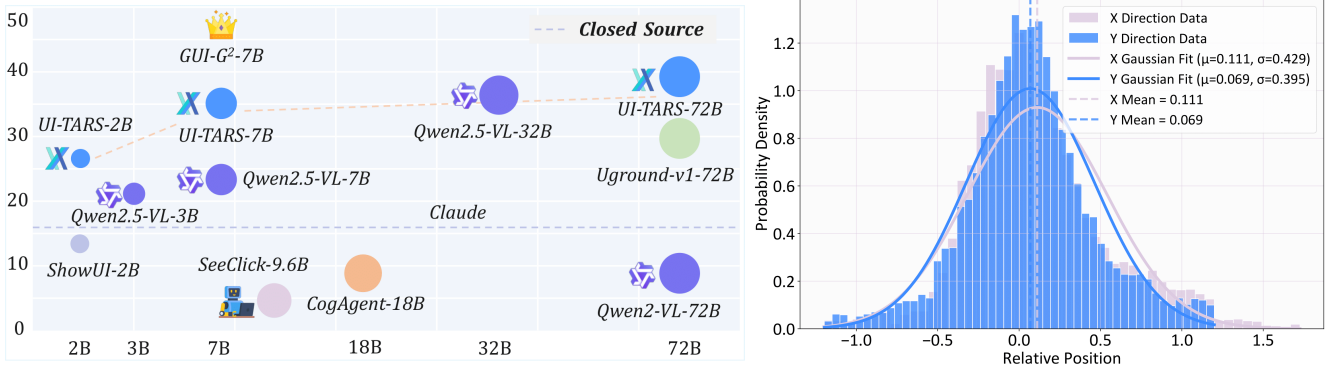 50
40
30
20
10
0
Closed Source
GUI-G²-7B
UI-TARS-2B
UI-TARS-7B
Qwen2.5-VL-32B
UI-TARS-72B
Uground-v1-72B
Qwen2.5-VL-7B
Qwen2.5-VL-3B
Claude
ShowUI-2B
SeeClick-9.6B
CogAgent-18B
Qwen2-VL-72B
2B
3B
7B
18B
32B
72B
Probability Density
1.2
1.0
0.8
0.6
0.4
0.2
0.0
X Direction Data
Y Direction Data
X Gaussian Fit (μ=0.111, σ=0.429)
Y Gaussian Fit (μ=0.069, σ=0.395)
X Mean = 0.111
Y Mean = 0.069
−1.0
−0.5
0.0
0.5
1.0
1.5
Relative Position